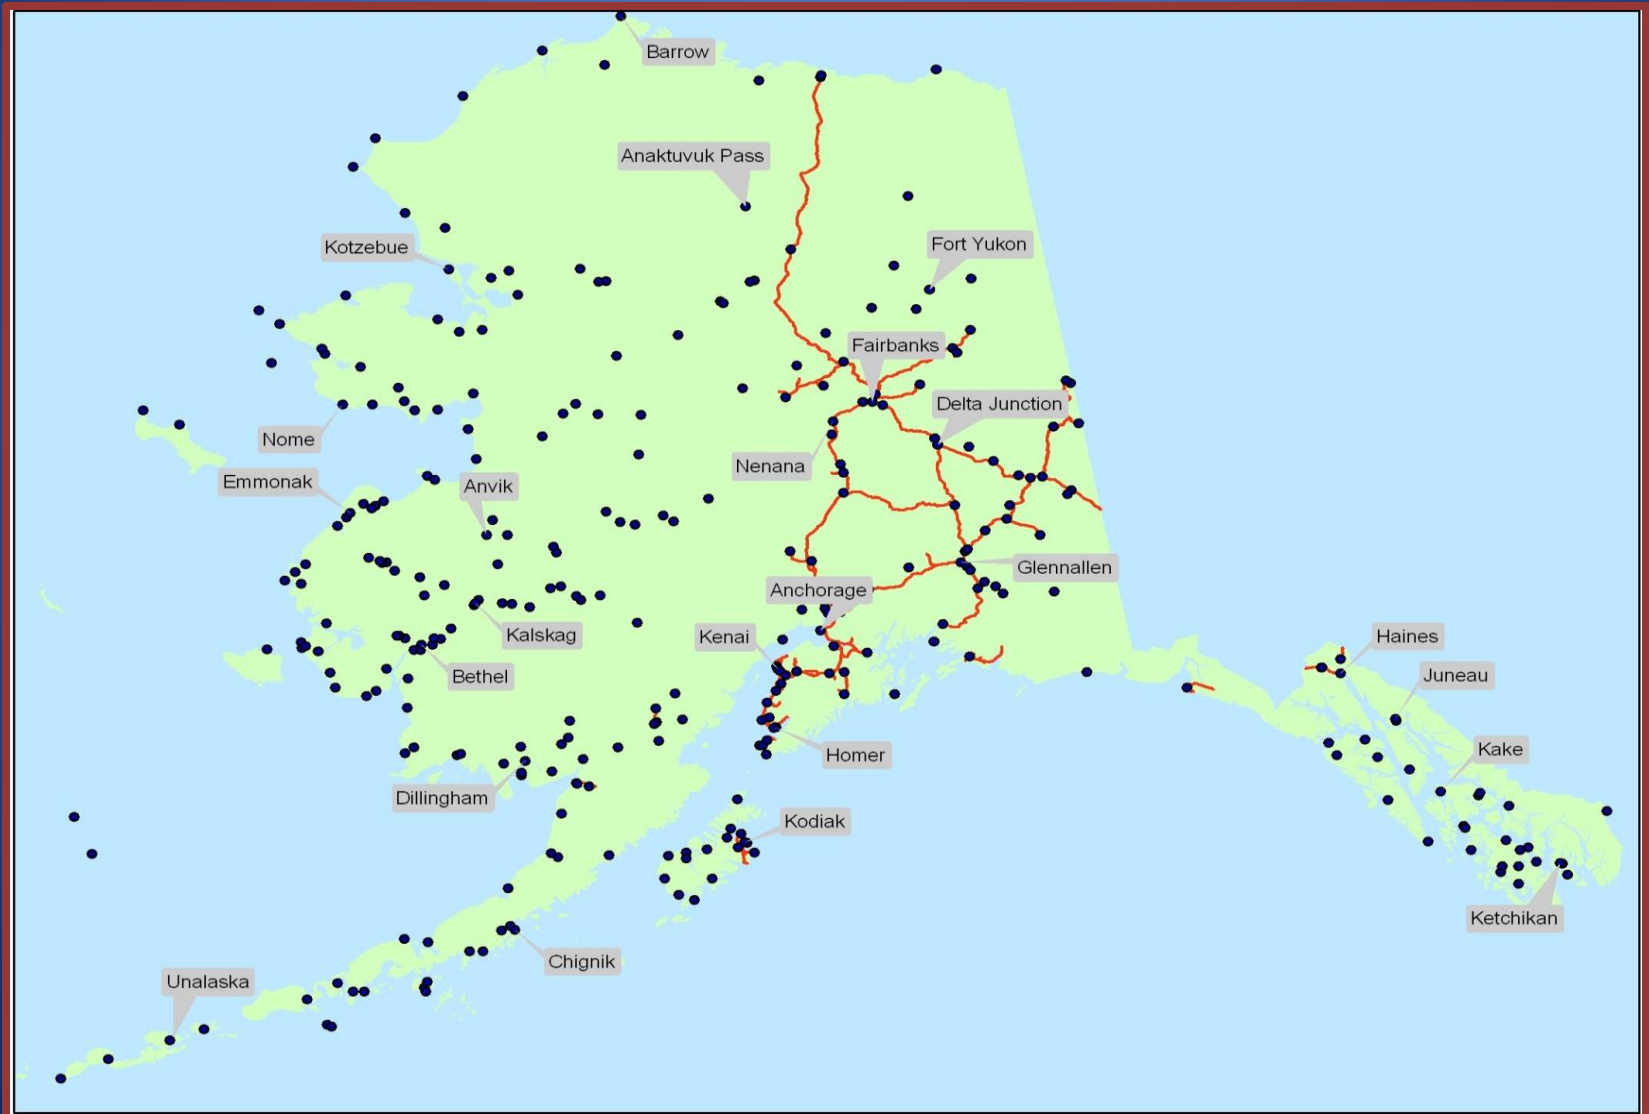 Barrow
Anaktuvuk Pass
Fort Yukon
Kotzebue
Fairbanks
Delta Junction
Nome
Nenana
Emmonak
Anvik
Glennallen
Anchorage
Kalskag
Kenai
Haines
Bethel
Juneau
Homer
Kake
Dillingham
Kodiak
Ketchikan
Chignik
Unalaska